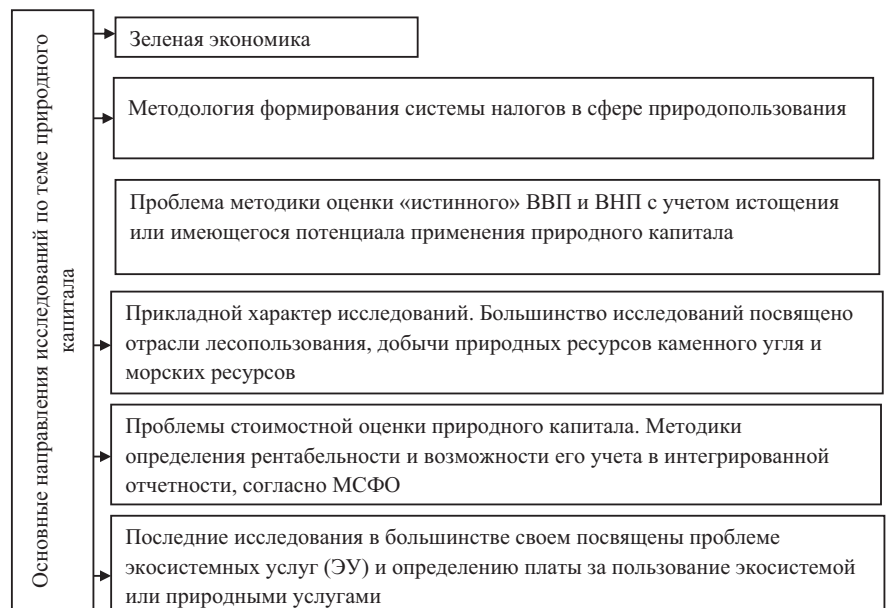 Основные направления исследований по теме природного
капитала
Зеленая экономика
Методология формирования системы налогов в сфере природопользования
Проблема методики оценки «истинного» ВВП и ВНП с учетом истощения
или имеющегося потенциала применения природного капитала
Прикладной характер исследований. Большинство исследований посвящено
отрасли лесопользования, добычи природных ресурсов каменного угля и
морских ресурсов
Проблемы стоимостной оценки природного капитала. Методики
определения рентабельности и возможности его учета в интегрированной
отчетности, согласно МСФО
Последние исследования в большинстве своем посвящены проблеме
экосистемных услуг (ЭУ) и определению платы за пользование экосистемой
или природными услугами